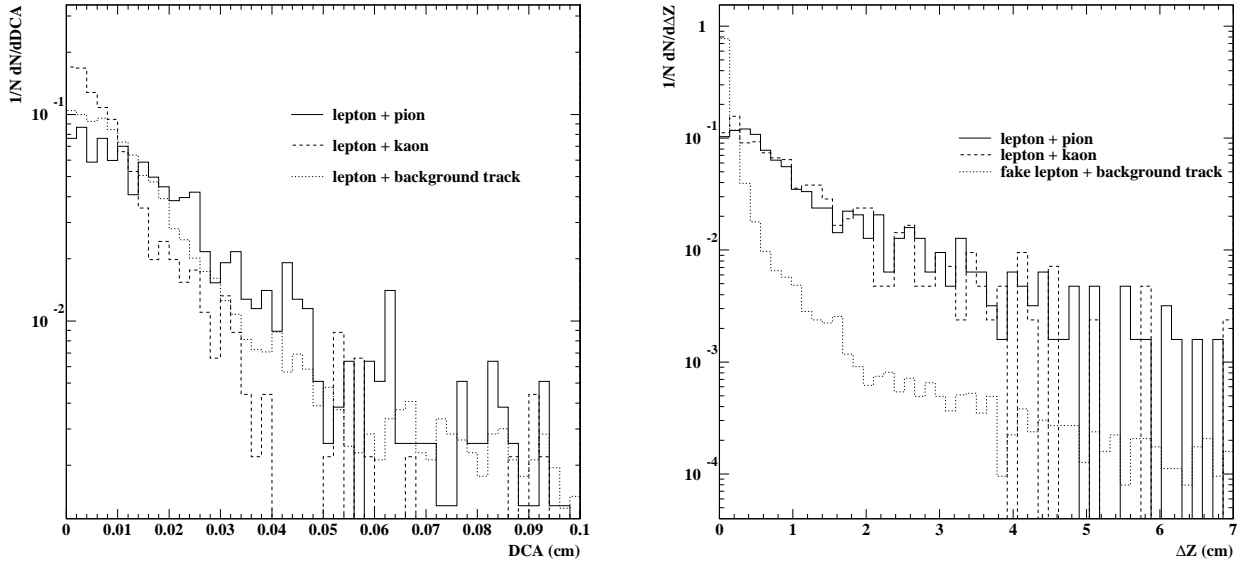 1/N dN/dDCA
10 -1
10 -2
lepton + pion
lepton + kaon
lepton + background track
0 0.01 0.02 0.03 0.04 0.05 0.06 0.07 0.08 0.09 0.1
DCA (cm)
1/N dN/dΔZ
1
10 -1
10 -2
10 -3
10 -4
lepton + pion
lepton + kaon
fake lepton + background track
0 1 2 3 4 5 6 7
ΔZ (cm)